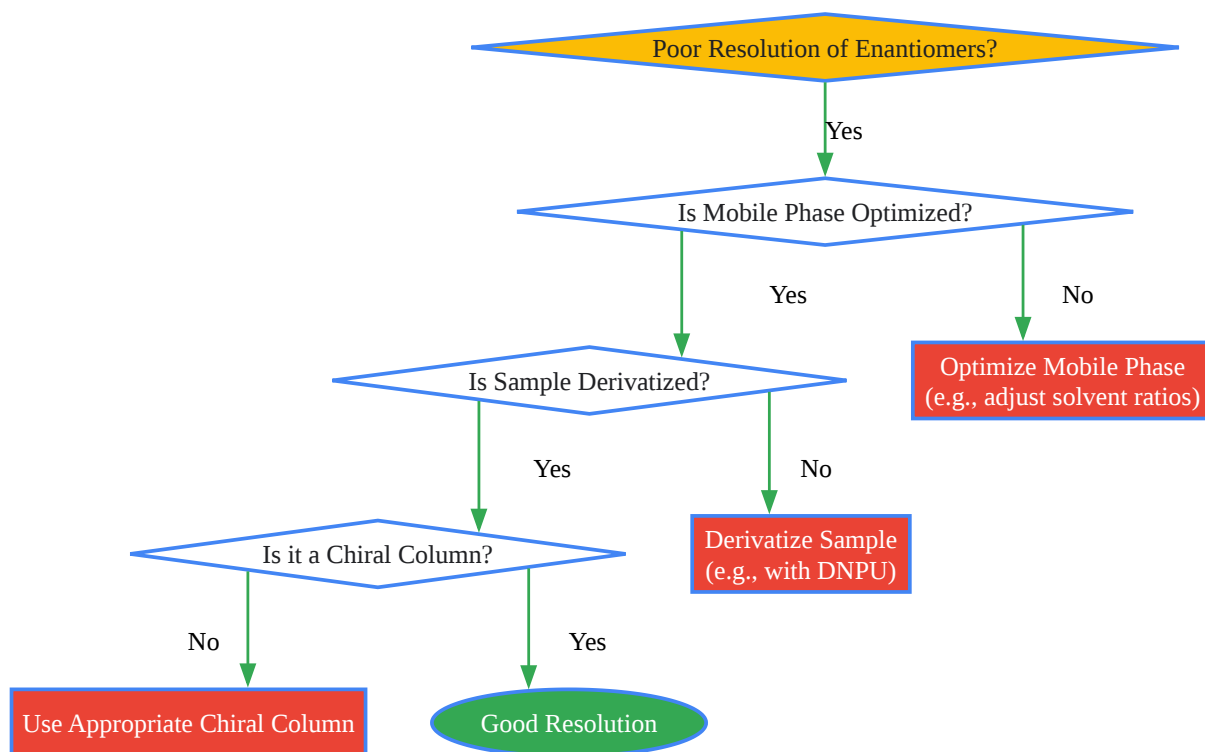 Poor Resolution of Enantiomers?
Yes
Is Mobile Phase Optimized?
Yes
No
Optimize Mobile Phase
(e.g., adjust solvent ratios)
Is Sample Derivatized?
Yes
No
Derivatize Sample
(e.g., with DNPU)
Is it a Chiral Column?
No
Yes
Use Appropriate Chiral Column
Good Resolution